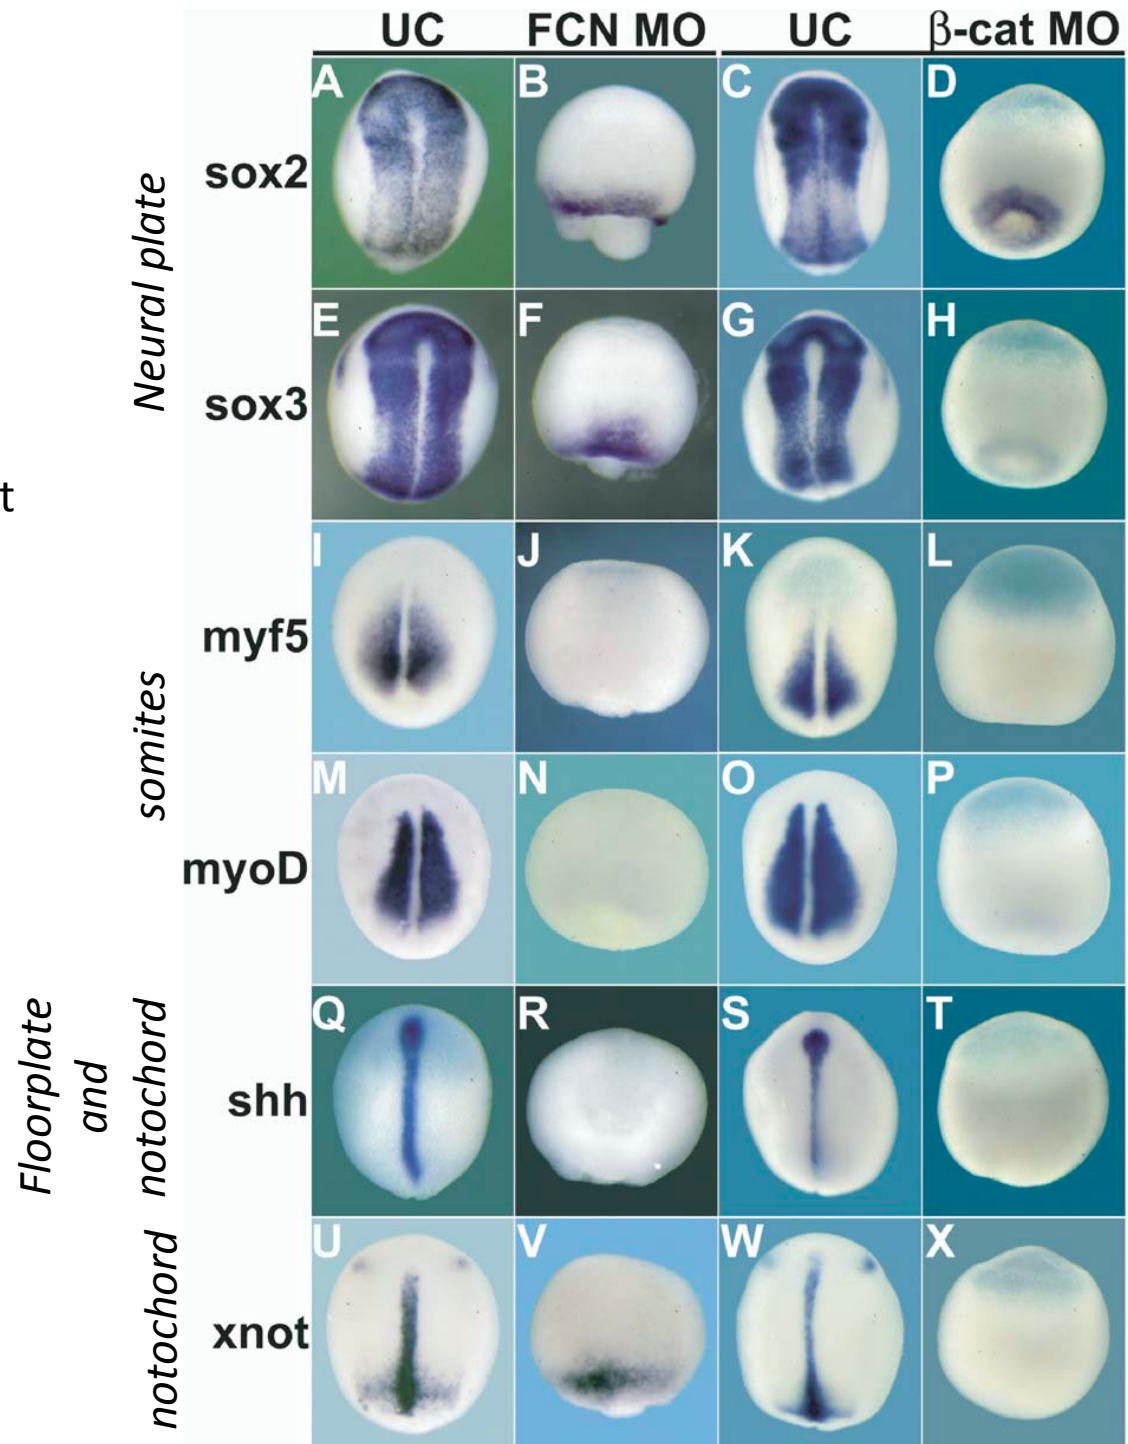 UC FCN MO UC β-cat MO
A B C D
sox2
Neural plate
E F G H
sox3
t
I J K L
myf5
somites
M N O P
myoD
Q R S T
shh
Floorplate
and
notochord
U V W X
xnot
notochord